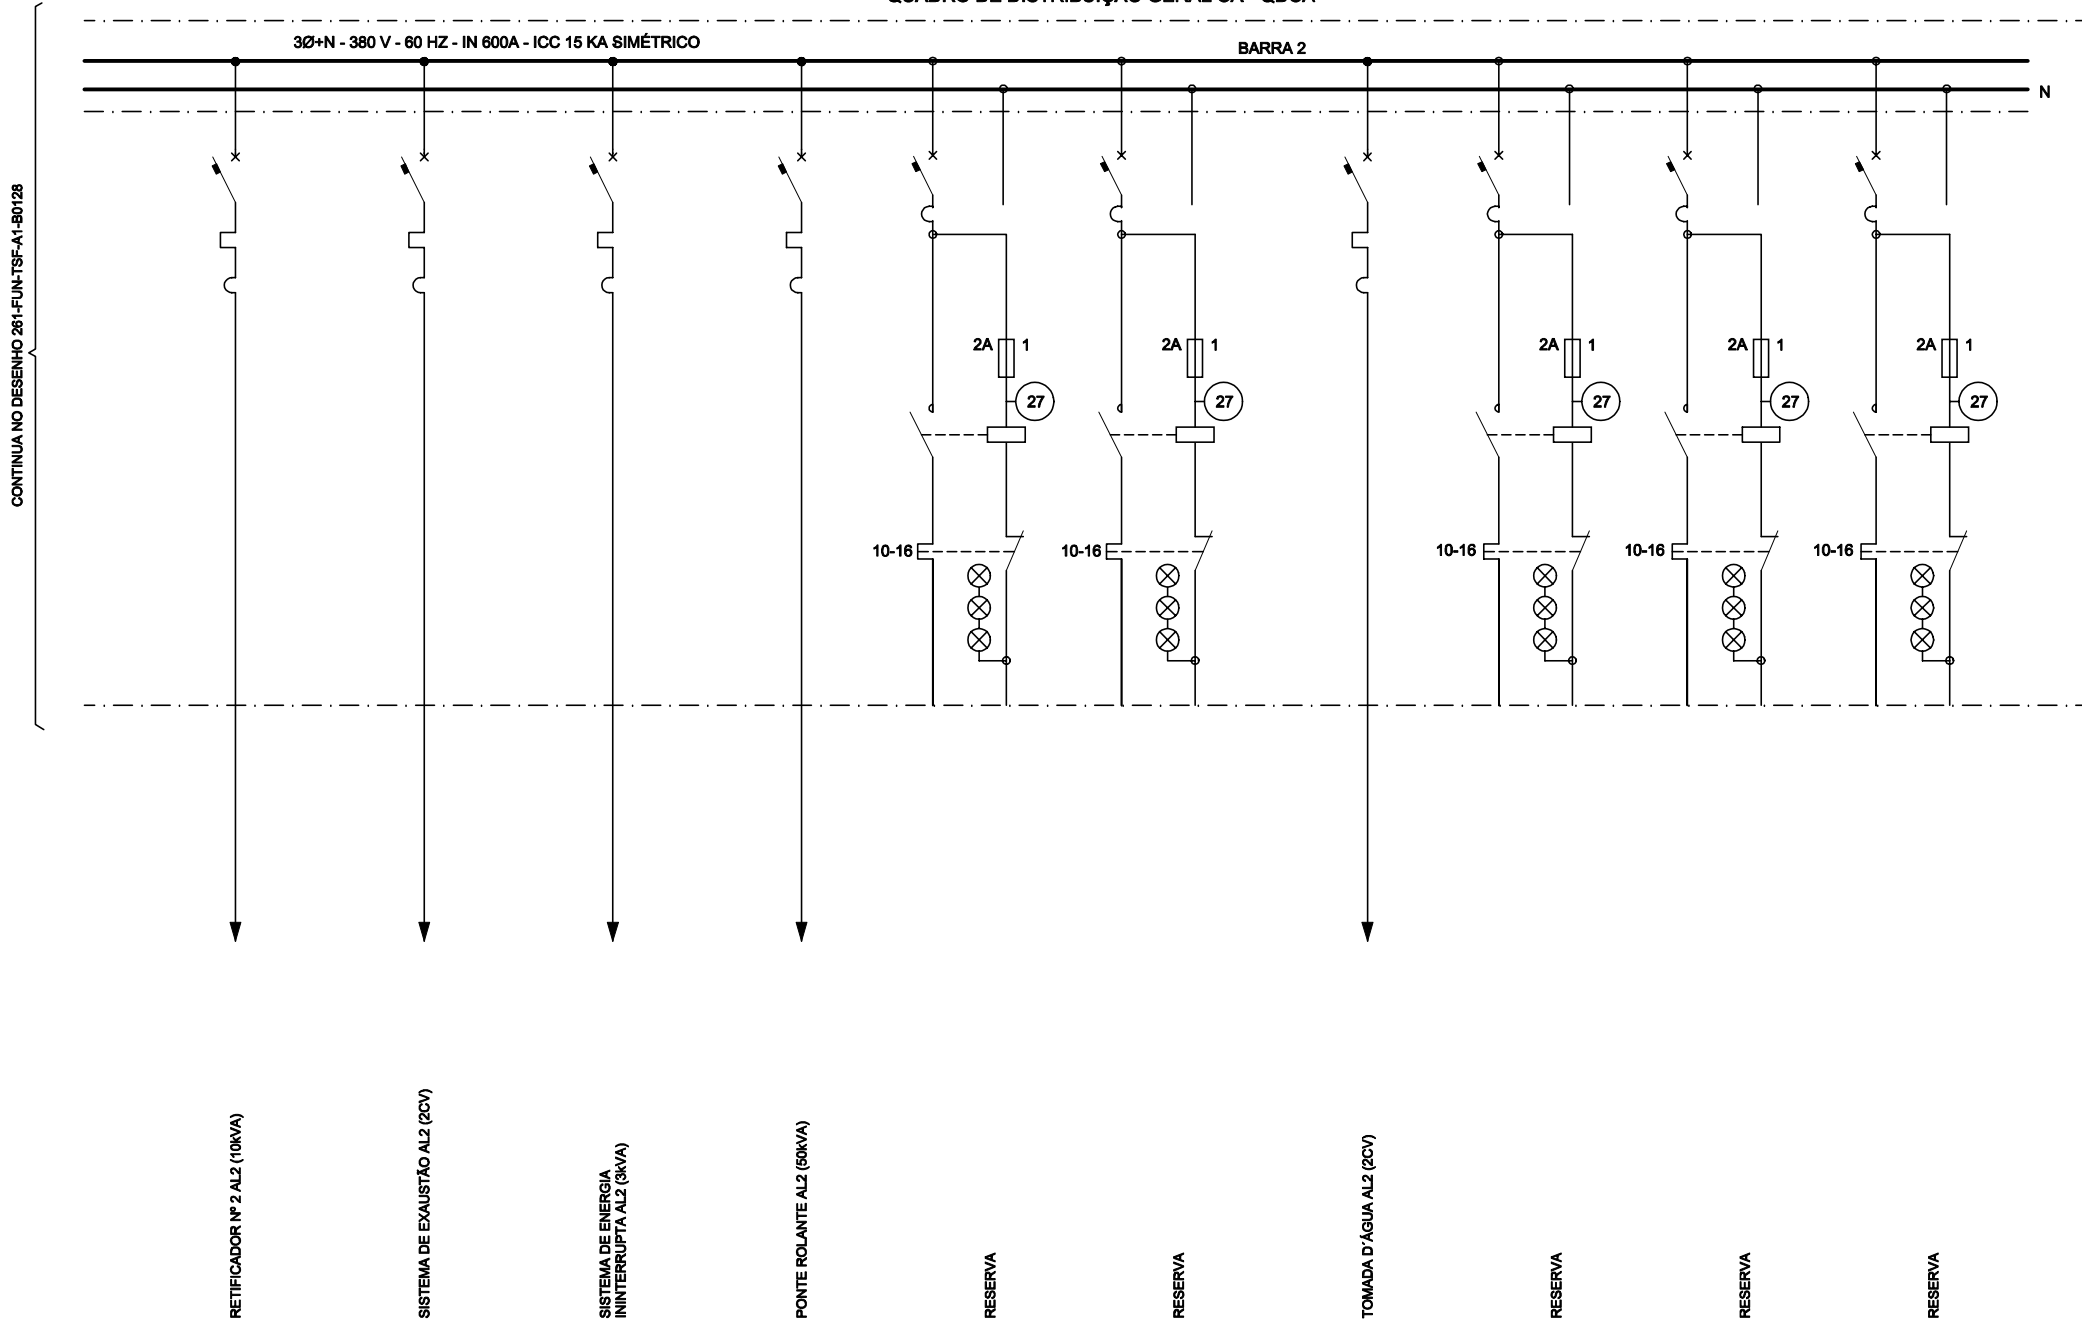 3Ø+N - 380 V - 60 HZ - IN 600A - ICC 15 KA SIMÉTRICO
BARRA 2
N
CONTINUA NO DESENHO 261-FUN-TSF-A1-B0128
2A 1
2A 1
2A 1
2A 1
2A 1
27
27
27
27
27
10-16
10-16
10-16
10-16
10-16
RETIFICADOR Nº 2 AL2 (10kVA)
SISTEMA DE EXAUSTÃO AL2 (2CV)
SISTEMA DE ENERGIA
ININTERRUPTA AL2 (3kVA)
PONTE ROLANTE AL2 (50kVA)
RESERVA
RESERVA
TOMADA D´ÁGUA AL2 (2CV)
RESERVA
RESERVA
RESERVA